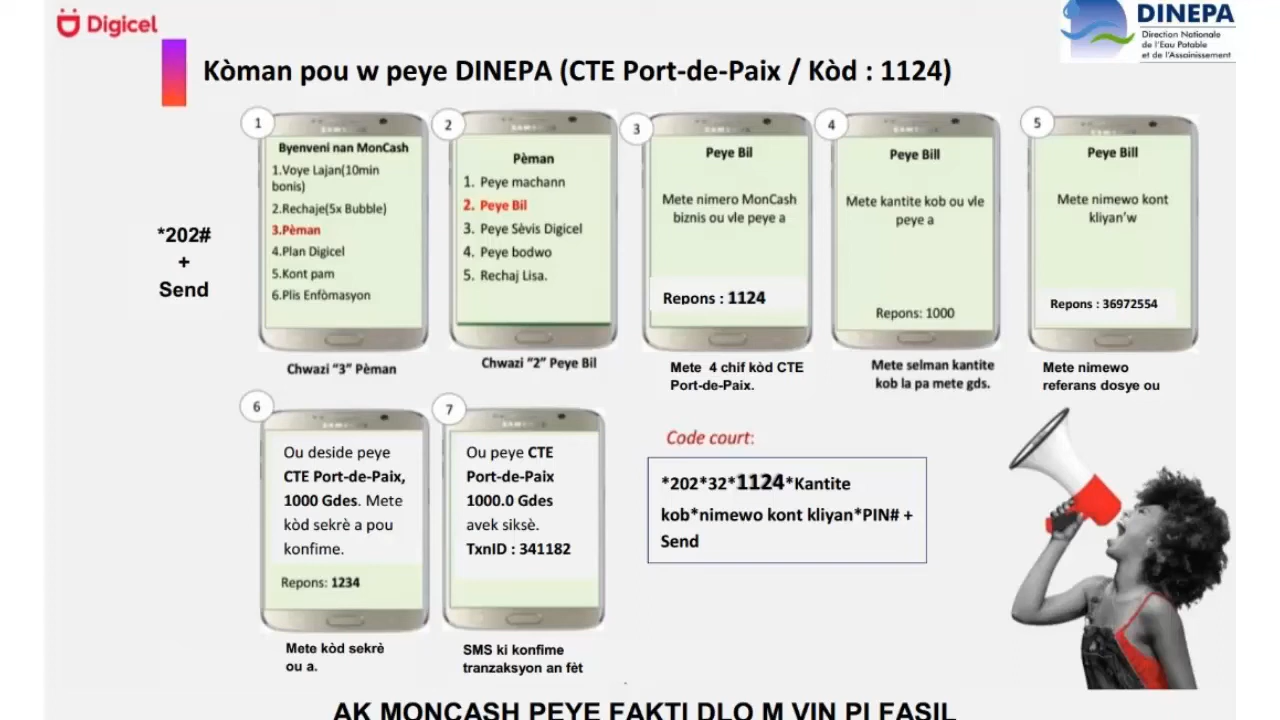 Digicel
DINEPA
Direction Nationale
de l'Eau Potable
et de l'Assainissement
Kòman pou w peye DINEPA (CTE Port-de-Paix / Kòd : 1124)
*202#
+
Send
1
SAMSUNG
Byenveni nan MonCash
1.Voye Lajan(10min
bonis)
2.Rechaje(5x Bubble)
3.Pèman
4.Plan Digicel
5.Kont pam
6.Plis Enfòmasyon
Chwazi "3" Pèman
2
SAMSUNG
Pèman
1. Peye machann
2. Peye Bil
3. Peye Sèvis Digicel
4. Peye bodwo
5. Rechaj Lisa.
Chwazi "2" Peye Bil
3
SAMSUNG
Peye Bil
Mete nimero MonCash
biznis ou vle peye a
Repons : 1124
Mete 4 chif kòd CTE
Port-de-Paix.
4
SAMSUNG
Peye Bill
Mete kantite kob ou vle
peye a
Repons: 1000
Mete selman kantite
kob la pa mete gds.
5
SAMSUNG
Peye Bill
Mete nimewo kont
kliyan'w
Repons : 36972554
Mete nimewo
referans dosye ou
6
SAMSUNG
Ou deside peye
CTE Port-de-Paix,
1000 Gdes. Mete
kòd sekrè a pou
konfime.
Repons: 1234
Mete kòd sekrè
ou a.
7
SAMSUNG
Ou peye CTE
Port-de-Paix
1000.0 Gdes
avek siksè.
TxnID : 341182
SMS ki konfime
tranzaksyon an fèt
Code court:
*202*32*1124*Kantite
kob*nimewo kont kliyan*PIN# +
Send
AK MONCASH PEYE FAKTI DLO M VIN PI FASIL